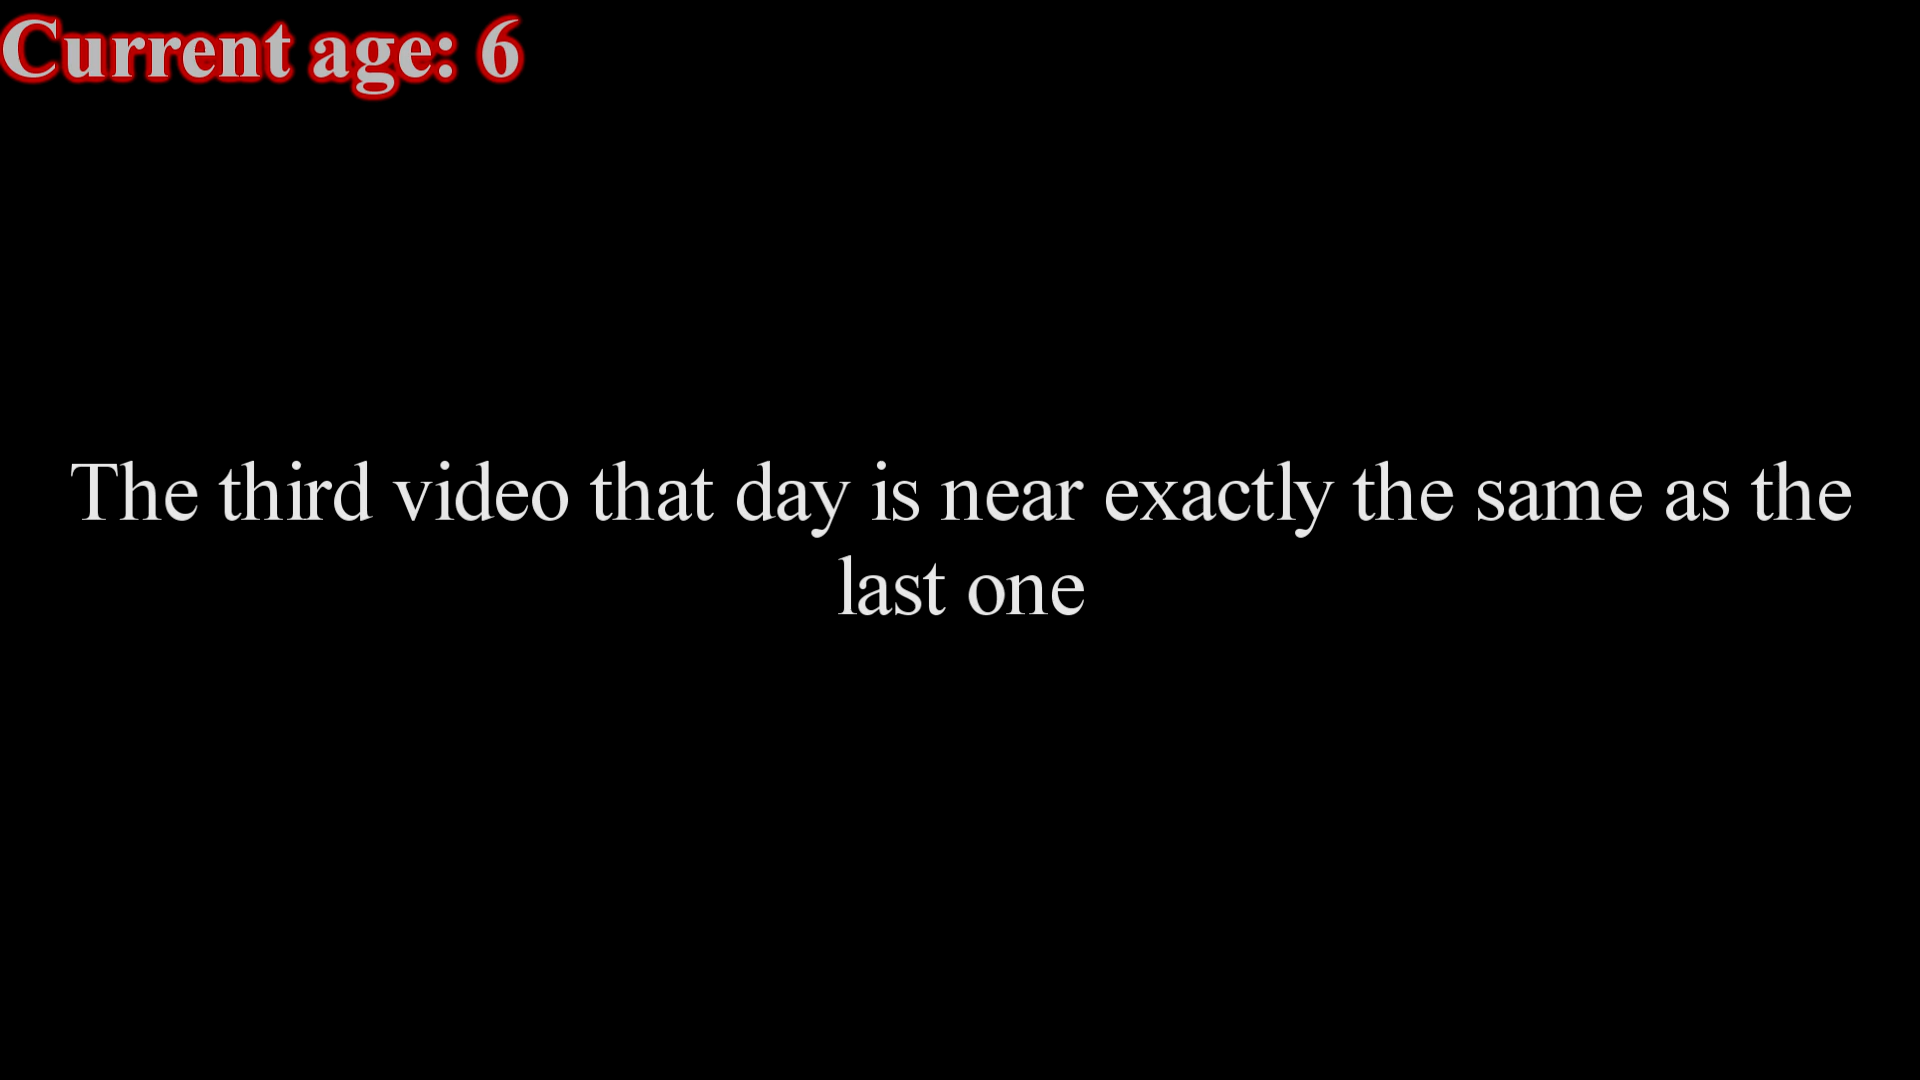 Current age: 6
The third video that day is near exactly the same as the
last one